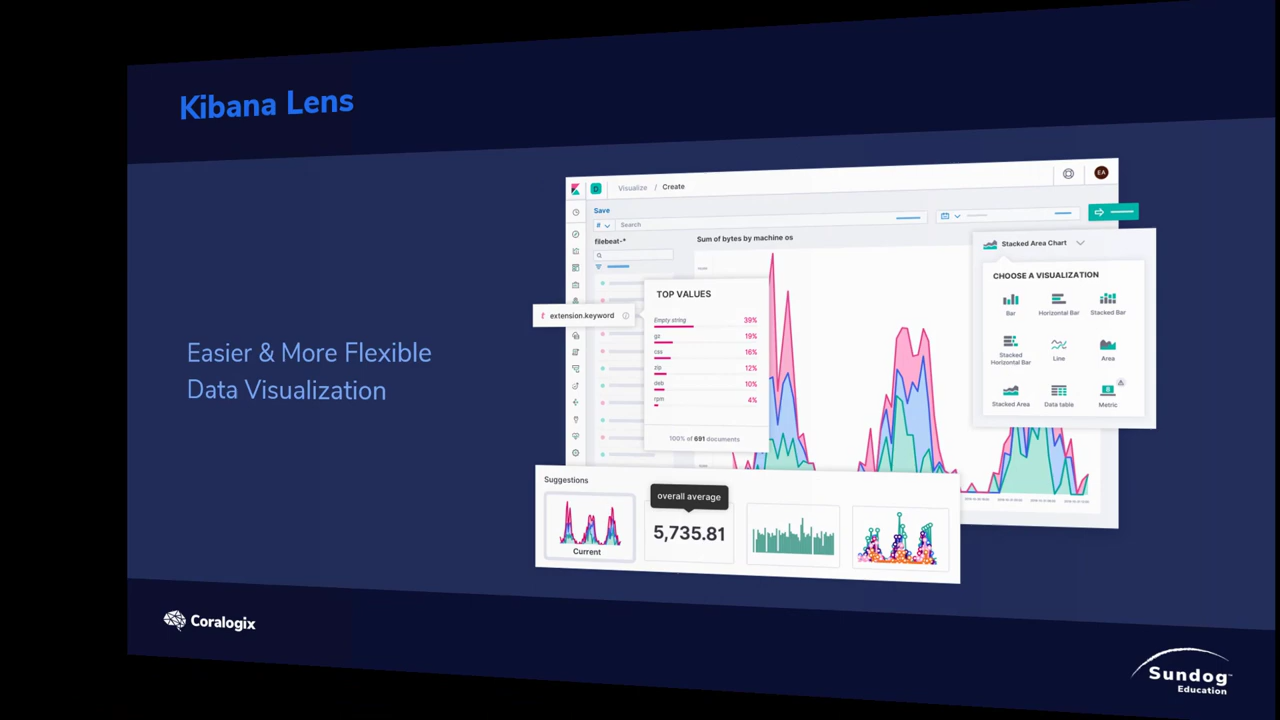 Kibana Lens
Easier & More Flexible
Data Visualization
D
Visualize / Create
EA
Save
# Search
filebeat-*
Sum of bytes by machine os
Stacked Area Chart
CHOOSE A VISUALIZATION
Bar
Horizontal Bar
Stacked Bar
Stacked
Horizontal Bar
Line
Area
Stacked Area
Data table
Metric
t extension.keyword
TOP VALUES
Empty string 39%
gz 19%
css 16%
zip 12%
deb 10%
rpm 4%
100% of 691 documents
Suggestions
Current
overall average
5,735.81
Coralogix
Sundog
Education